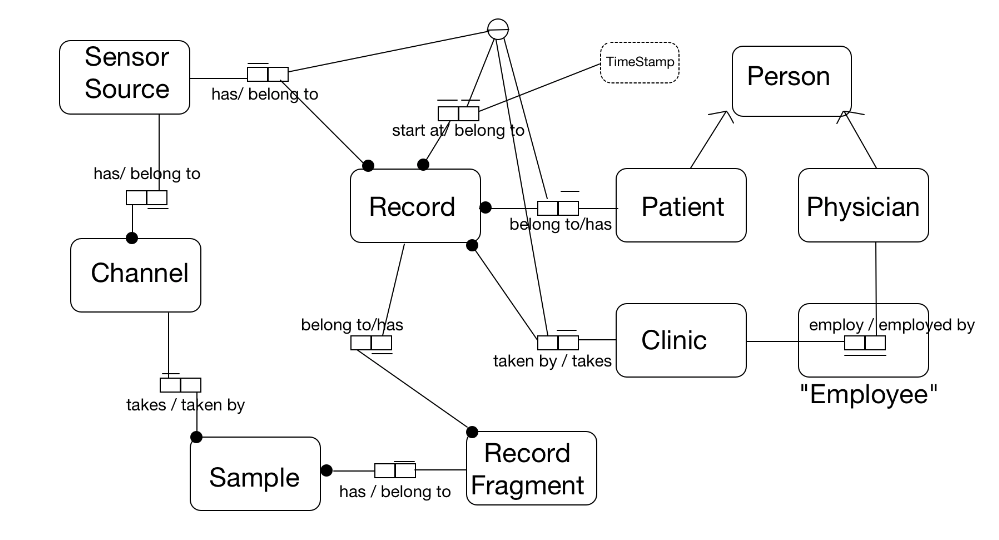 Sensor
Source
has/ belong to
TimeStamp
Person
start at/ belong to
has/ belong to
Record
Patient
Physician
belong to/has
Channel
belong to/has
employ / employed by
Clinic
taken by / takes
"Employee"
takes / taken by
Record
Fragment
Sample
has / belong to